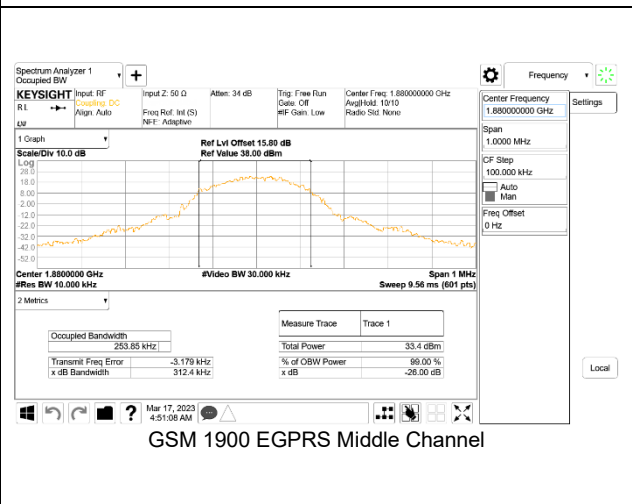 Spectrum Analyzer 1
Occupied BW
+
Frequency
KEYSIGHT
Input: RF
Coupling: DC
Align: Auto
Input Z: 50 Ω
Freq Ref: Int (S)
NFE: Adaptive
Atten: 34 dB
Trig: Free Run
Gate: Off
#IF Gain: Low
Center Freq: 1.880000000 GHz
Avg|Hold: 10/10
Radio Std: None
RL
Center Frequency
1.880000000 GHz
Settings
Span
1.0000 MHz
CF Step
100.000 kHz
Auto
Man
Freq Offset
0 Hz
1 Graph
Scale/Div 10.0 dB
Ref Lvl Offset 15.80 dB
Ref Value 38.00 dBm
Log
28.0
18.0
8.00
-2.00
-12.0
-22.0
-32.0
-42.0
-52.0
Center 1.8800000 GHz
#Video BW 30.000 kHz
Span 1 MHz
#Res BW 10.000 kHz
Sweep 9.56 ms (601 pts)
2 Metrics
Measure Trace
Trace 1
Occupied Bandwidth
253.85 kHz
Total Power
33.4 dBm
Transmit Freq Error
-3.179 kHz
% of OBW Power
99.00 %
x dB Bandwidth
312.4 kHz
x dB
-26.00 dB
Local
?
Mar 17, 2023
4:51:08 AM
GSM 1900 EGPRS Middle Channel